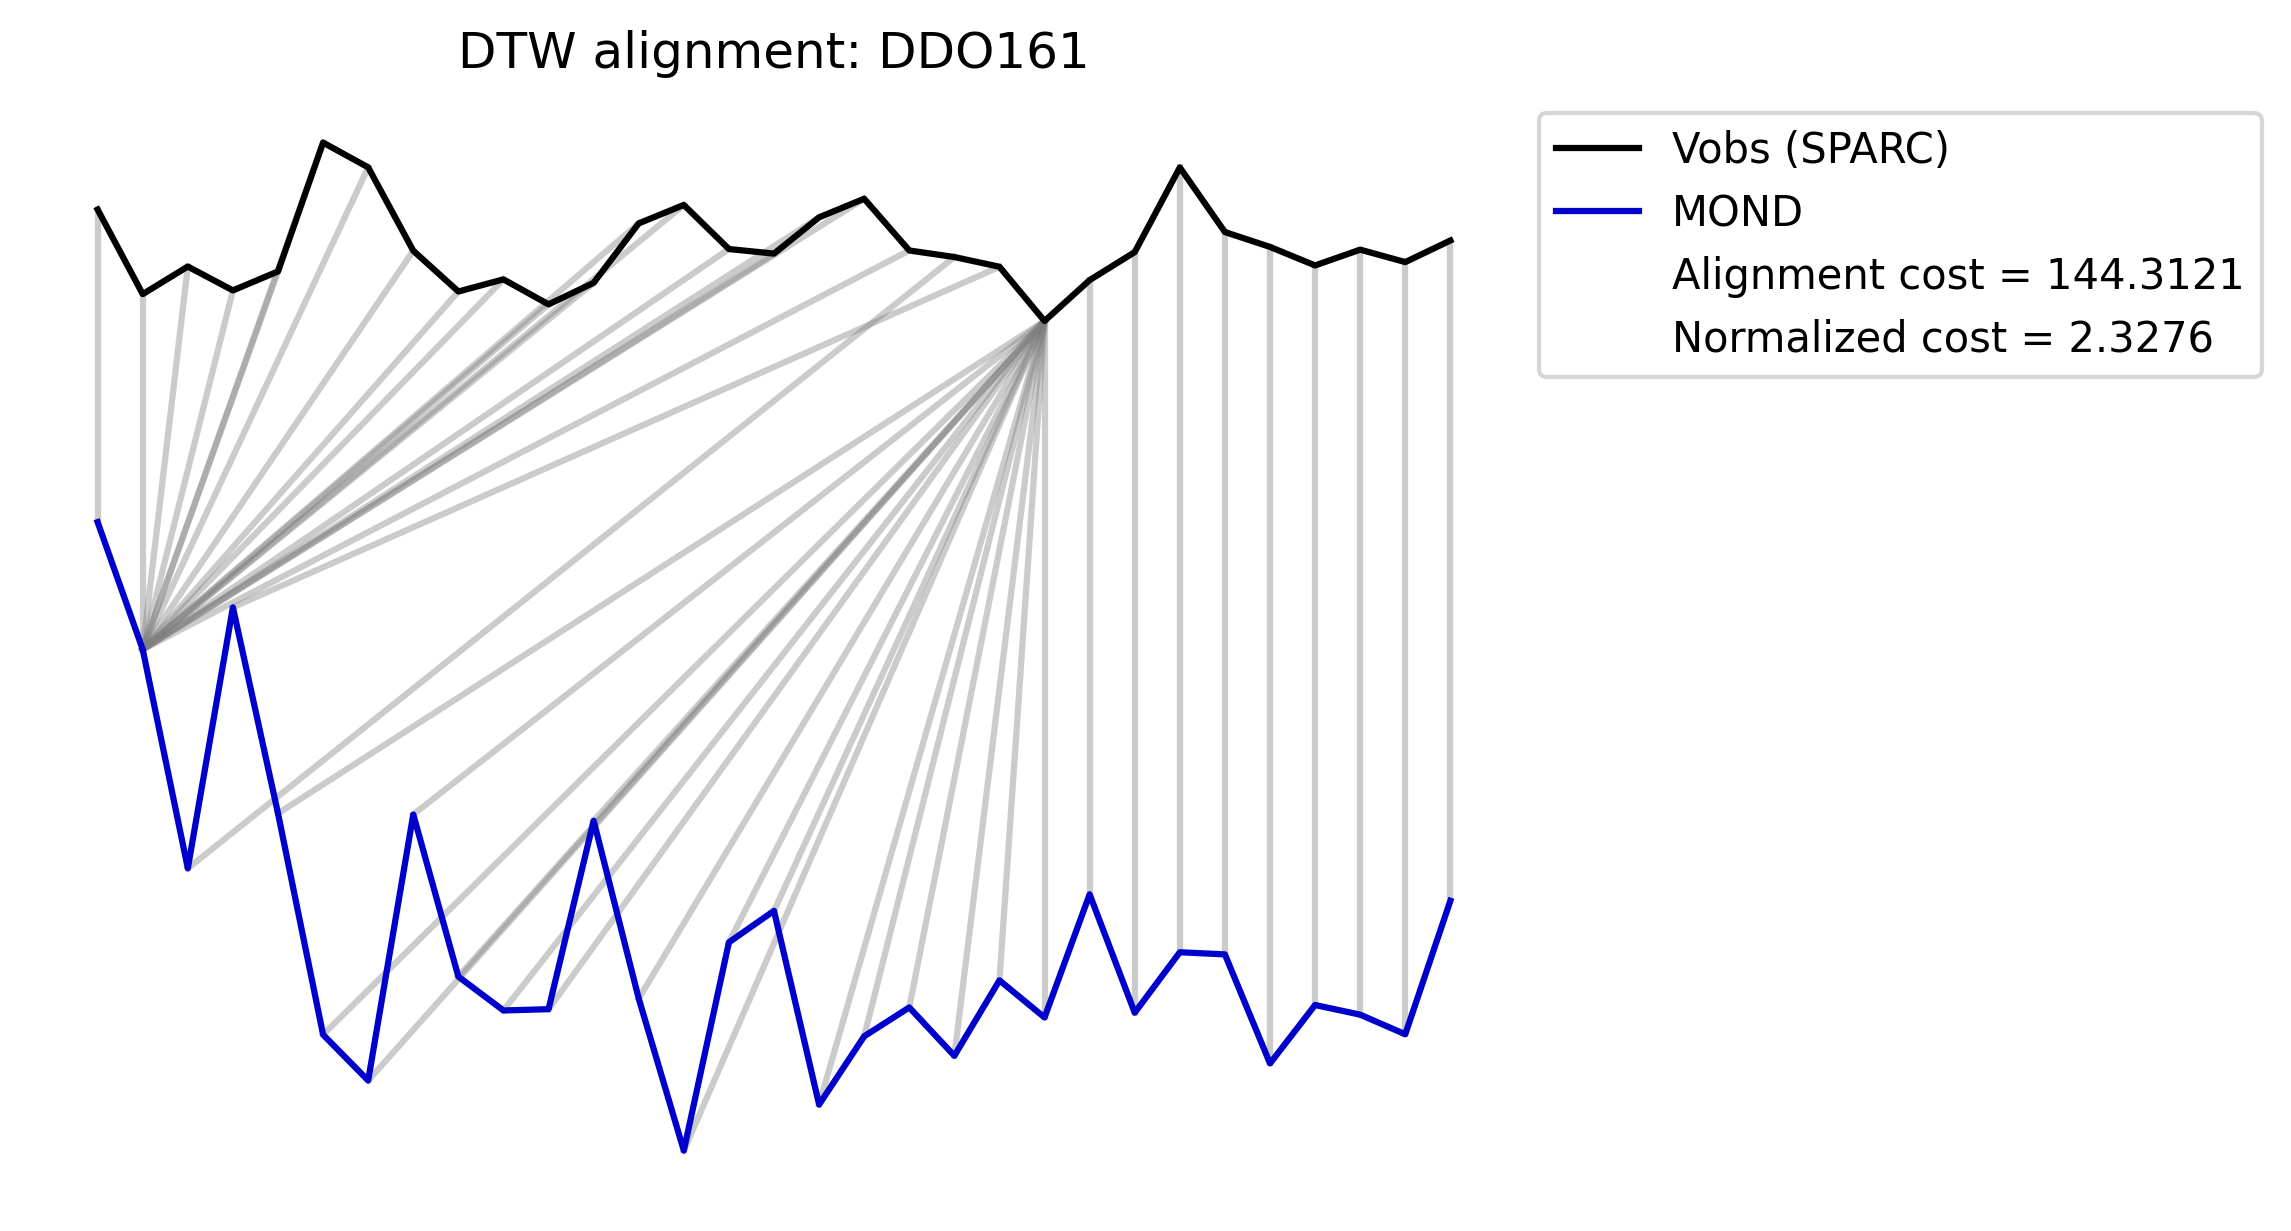 DTW alignment: DDO161
Vobs (SPARC)
MOND
Alignment cost = 144.3121
Normalized cost = 2.3276